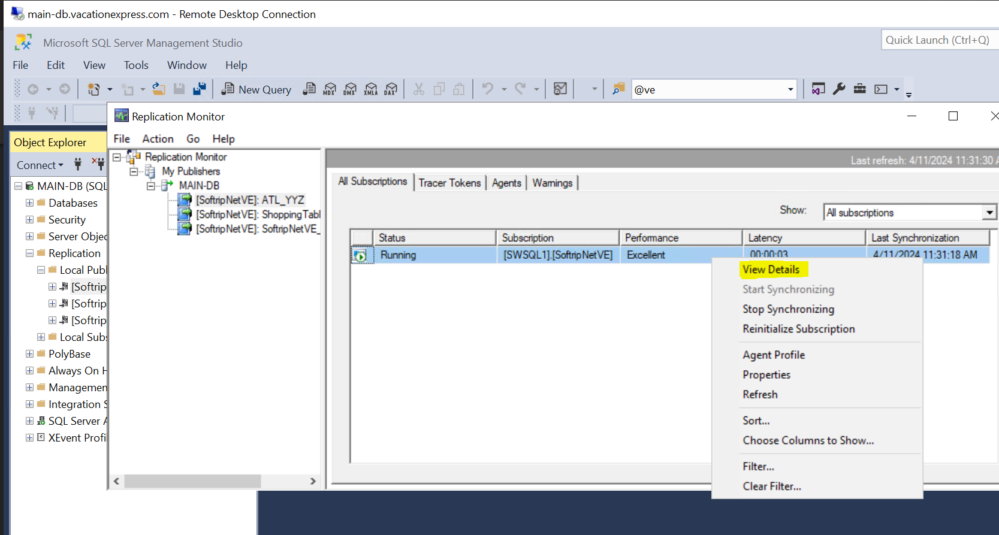 main-db.vacationexpress.com - Remote Desktop Connection
Microsoft SQL Server Management Studio
Quick Launch (Ctrl+Q)
File Edit View Tools Window Help
New Query MDX DMX XMLA DAX @ve
Replication Monitor
File Action Go Help
Object Explorer
Connect
MAIN-DB (SQL
Databases
Security
Server Objec
Replication
Local Publ
[Softrip
[Softrip
[Softrip
Local Subs
PolyBase
Always On H
Managemen
Integration S
SQL Server A
XEvent Profi
Replication Monitor
My Publishers
MAIN-DB
[SoftripNetVE]: ATL_YYZ
[SoftripNetVE]: ShoppingTabl
[SoftripNetVE]: SoftripNetVE_
Last refresh: 4/11/2024 11:31:30 A
All Subscriptions Tracer Tokens Agents Warnings
Show: All subscriptions
Status Subscription Performance Latency Last Synchronization
Running [SWSQL1].[SoftripNetVE] Excellent 00:00:03 4/11/2024 11:31:18 AM
View Details
Start Synchronizing
Stop Synchronizing
Reinitialize Subscription
Agent Profile
Properties
Refresh
Sort...
Choose Columns to Show...
Filter...
Clear Filter...